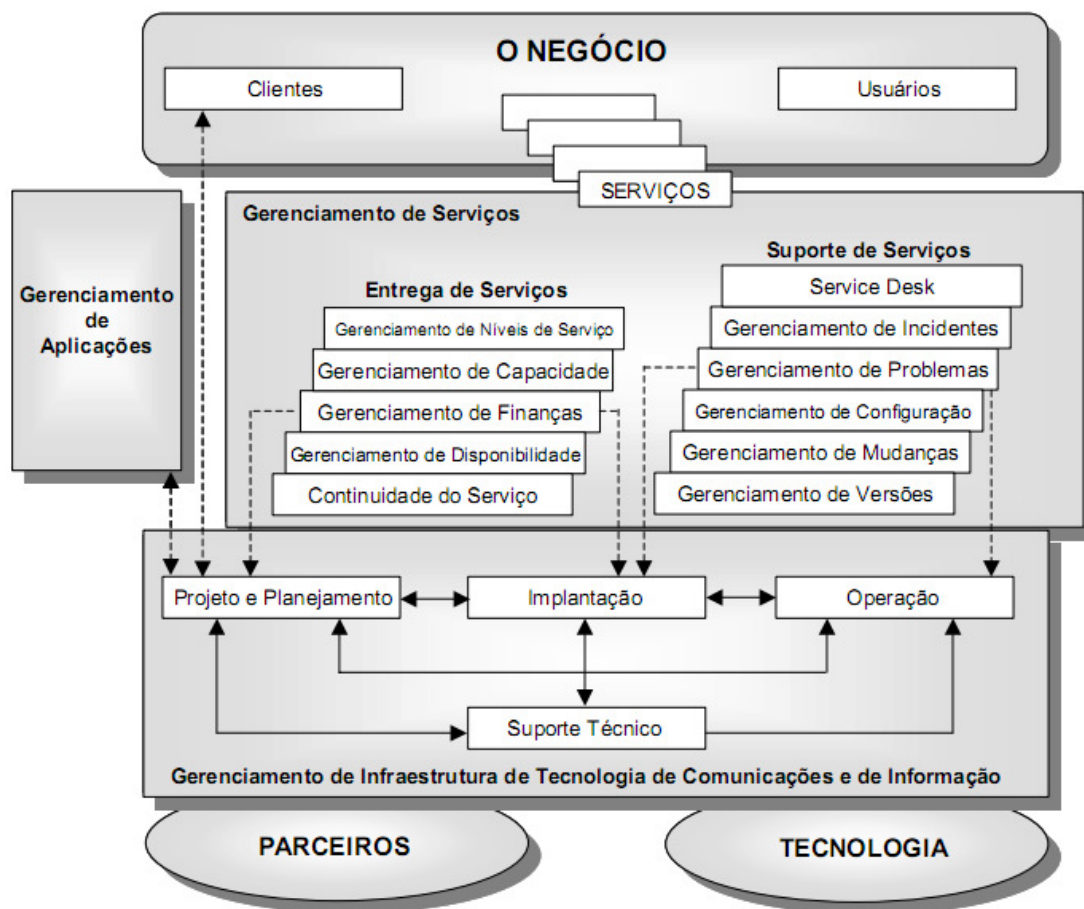 O NEGÓCIO
Clientes
Usuários
SERVIÇOS
Gerenciamento de Serviços
Gerenciamento
de
Aplicações
Entrega de Serviços
Gerenciamento de Níveis de Serviço
Gerenciamento de Capacidade
Gerenciamento de Finanças
Gerenciamento de Disponibilidade
Continuidade do Serviço
Suporte de Serviços
Service Desk
Gerenciamento de Incidentes
Gerenciamento de Problemas
Gerenciamento de Configuração
Gerenciamento de Mudanças
Gerenciamento de Versões
Projeto e Planejamento
Implantação
Operação
Suporte Técnico
Gerenciamento de Infraestrutura de Tecnologia de Comunicações e de Informação
PARCEIROS
TECNOLOGIA